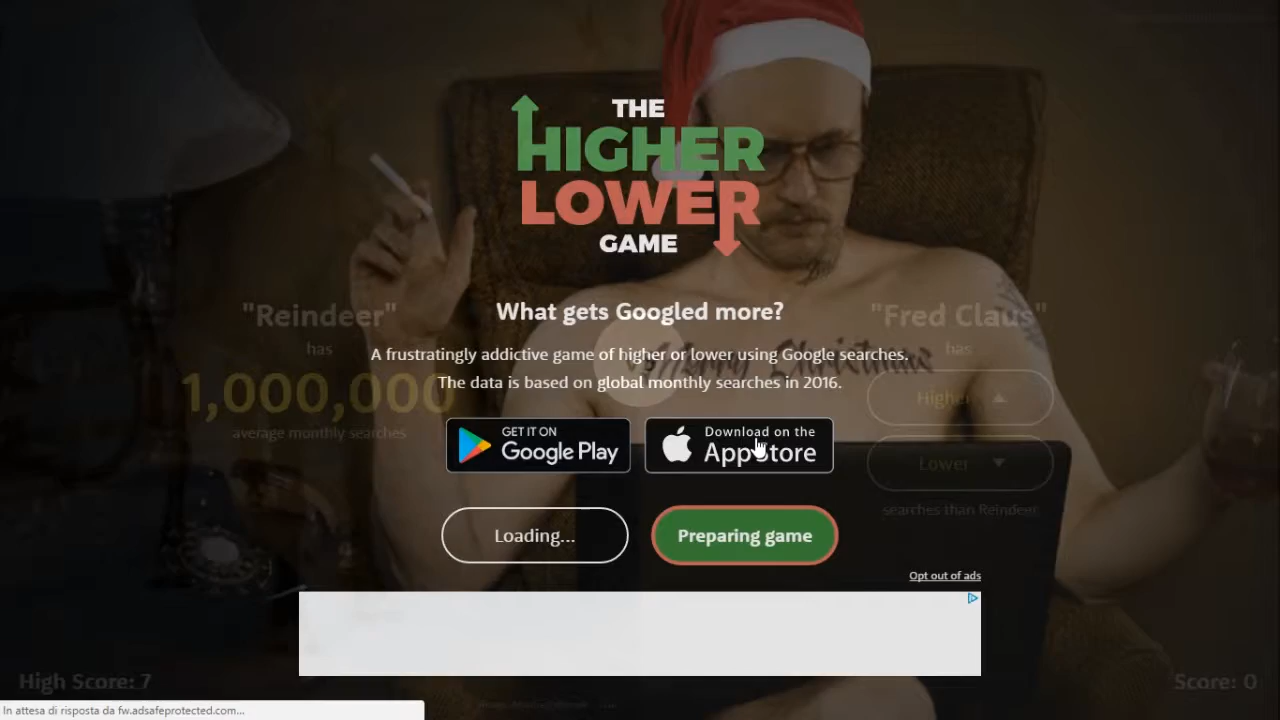 THE
HIGHER
LOWER
GAME
"Reindeer"
has
1,000,000
average monthly searches
What gets Googled more?
A frustratingly addictive game of higher or lower using Google searches.
The data is based on global monthly searches in 2016.
"Fred Claus"
has
Higher
Lower
searches than Reindeer
Merry Christmas
GET IT ON
Google Play
Download on the
App Store
Loading...
Preparing game
Opt out of ads
High Score: 7
Score: 0
In attesa di risposta da fw.adsafeprotected.com...